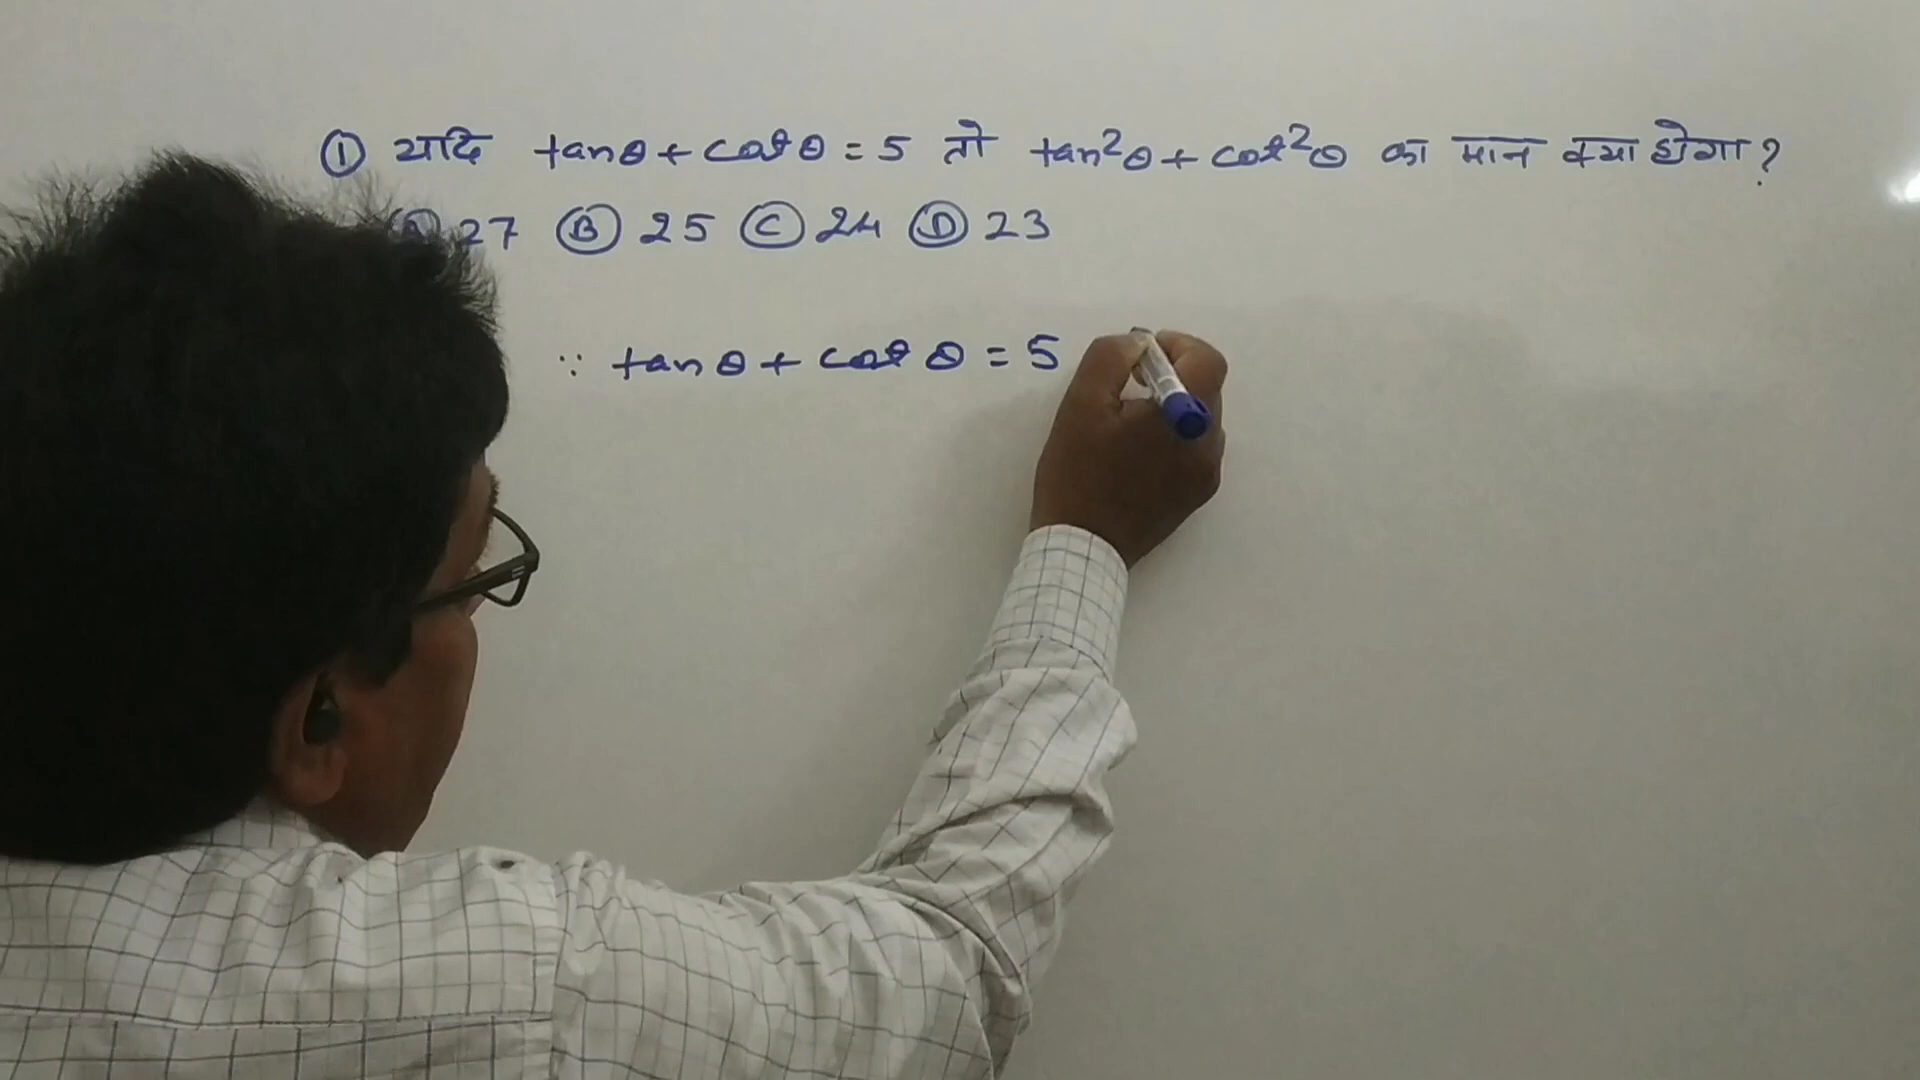 ① यदि tanθ + cotθ = 5 तो tan²θ + cot²θ का मान क्या होगा ?
Ⓐ 27 Ⓑ 25 Ⓒ 24 Ⓓ 23
∵ tanθ + cotθ = 5